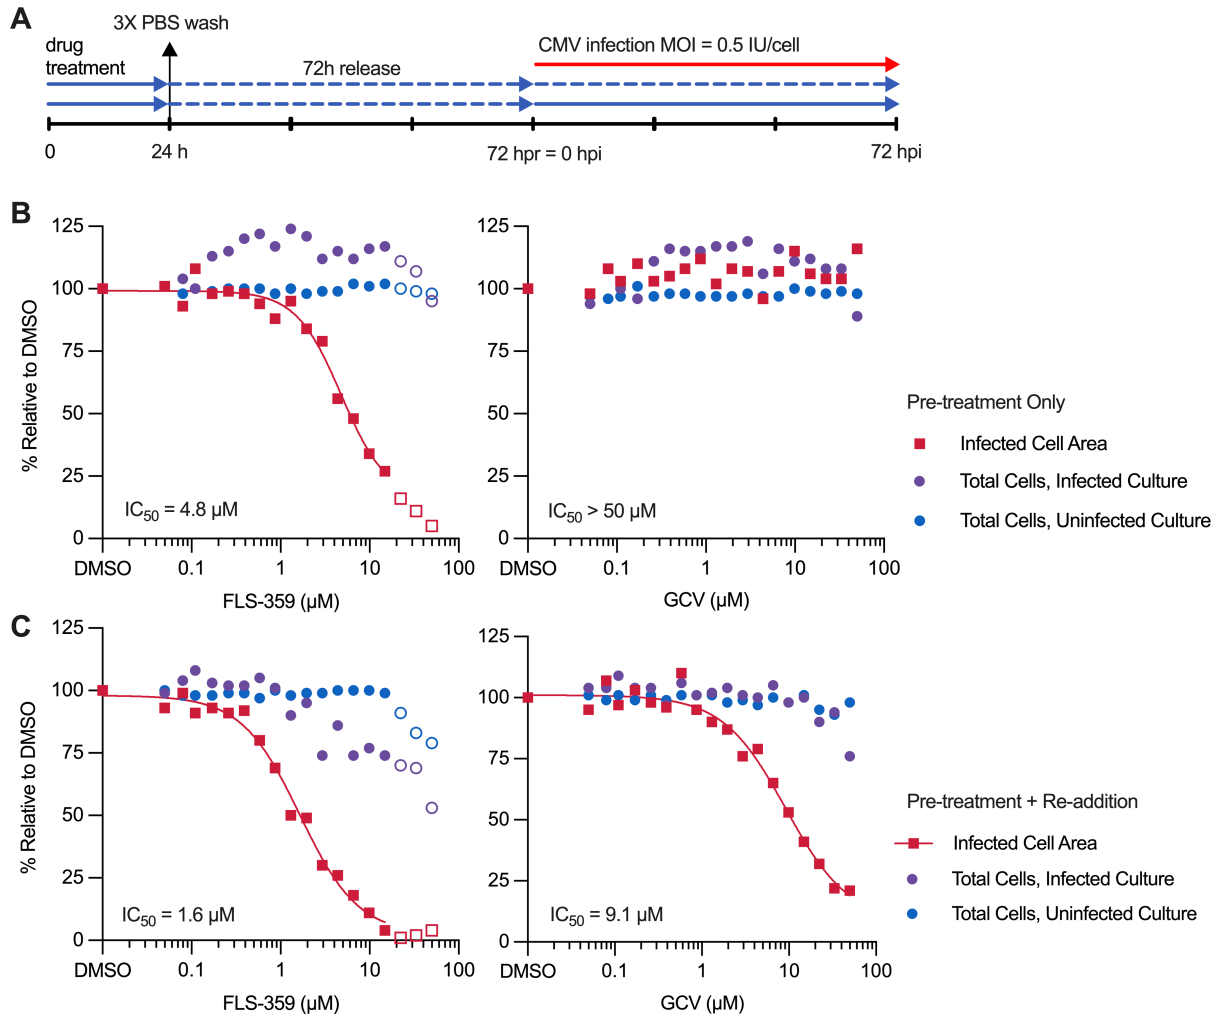 A
3X PBS wash
drug
treatment
72h release
CMV infection MOI = 0.5 IU/cell
0
24 h
72 hpr = 0 hpi
72 hpi
B
% Relative to DMSO
125
100
75
50
25
0
IC50 = 4.8 µM
DMSO
0.1
1
10
100
FLS-359 (µM)
125
100
75
50
25
0
IC50 > 50 µM
DMSO
0.1
1
10
100
GCV (µM)
Pre-treatment Only
Infected Cell Area
Total Cells, Infected Culture
Total Cells, Uninfected Culture
C
% Relative to DMSO
125
100
75
50
25
0
IC50 = 1.6 µM
DMSO
0.1
1
10
100
FLS-359 (µM)
125
100
75
50
25
0
IC50 = 9.1 µM
DMSO
0.1
1
10
100
GCV (µM)
Pre-treatment + Re-addition
Infected Cell Area
Total Cells, Infected Culture
Total Cells, Uninfected Culture